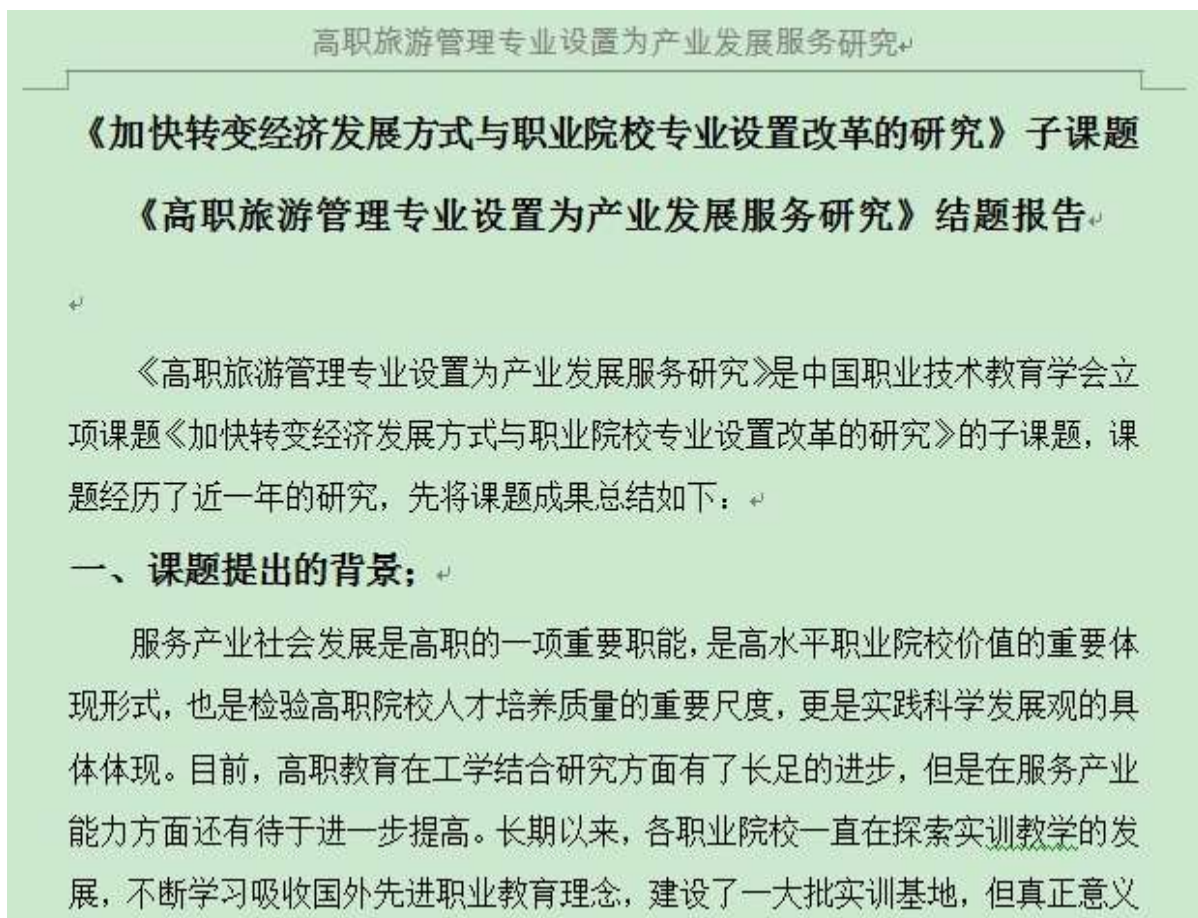 高职旅游管理专业设置为产业发展服务研究
《加快转变经济发展方式与职业院校专业设置改革的研究》子课题
《高职旅游管理专业设置为产业发展服务研究》结题报告
《高职旅游管理专业设置为产业发展服务研究》是中国职业技术教育学会立
项课题《加快转变经济发展方式与职业院校专业设置改革的研究》的子课题，课
题经历了近一年的研究，先将课题成果总结如下：
一、课题提出的背景；
服务产业社会发展是高职的一项重要职能，是高水平职业院校价值的重要体
现形式，也是检验高职院校人才培养质量的重要尺度，更是实践科学发展观的具
体体现。目前，高职教育在工学结合研究方面有了长足的进步，但是在服务产业
能力方面还有待于进一步提高。长期以来，各职业院校一直在探索实训教学的发
展，不断学习吸收国外先进职业教育理念，建设了一大批实训基地，但真正意义